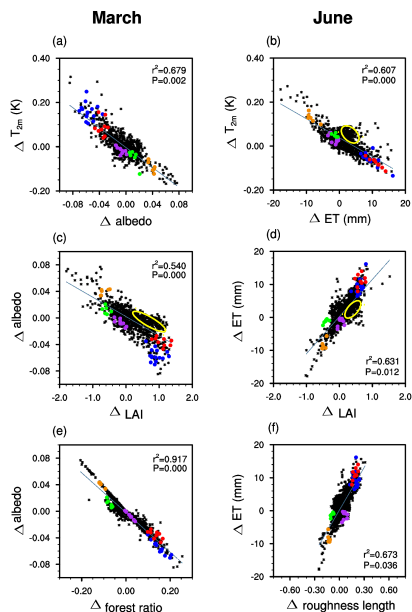 March
June
(a)
r²=0.679
P=0.002
0.40
0.20
0.00
-0.20
-0.08 -0.04 0.00 0.04 0.08
Δ T2m (K)
Δ albedo
(b)
r²=0.607
P=0.000
0.40
0.20
0.00
-0.20
-20 -10 0 10 20
Δ T2m (K)
Δ ET (mm)
(c)
r²=0.540
P=0.000
0.08
0.04
0.00
-0.04
-0.08
-2.0 -1.0 0.0 1.0 2.0
Δ albedo
Δ LAI
(d)
r²=0.631
P=0.012
20
10
0
-10
-20
-2.0 -1.0 0.0 1.0 2.0
Δ ET (mm)
Δ LAI
(e)
r²=0.917
P=0.000
0.08
0.04
0.00
-0.04
-0.08
-0.20 0.00 0.20
Δ albedo
Δ forest ratio
(f)
r²=0.673
P=0.036
20
10
0
-10
-20
-0.60 -0.30 0.00 0.30 0.60
Δ ET (mm)
Δ roughness length